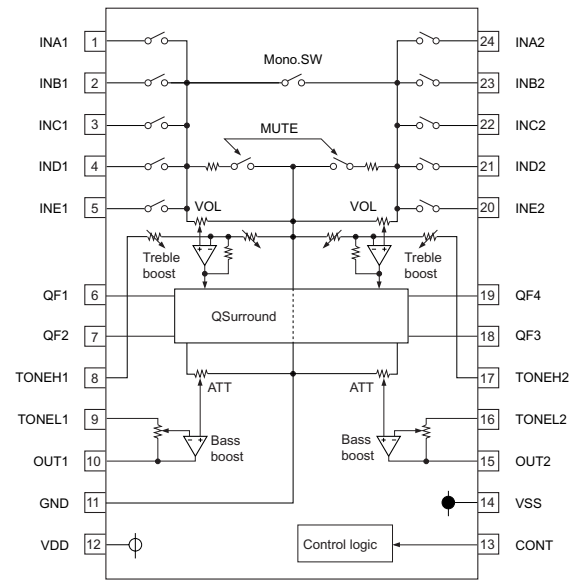 INA1 1 24 INA2
Mono.SW
INB1 2 23 INB2
INC1 3 22 INC2
MUTE
IND1 4 21 IND2
INE1 5 VOL VOL 20 INE2
Treble boost Treble boost
QF1 6 19 QF4
QSurround
QF2 7 18 QF3
TONEH1 8 ATT ATT 17 TONEH2
TONEL1 9 16 TONEL2
Bass boost Bass boost
OUT1 10 15 OUT2
GND 11 14 VSS
VDD 12 Control logic 13 CONT